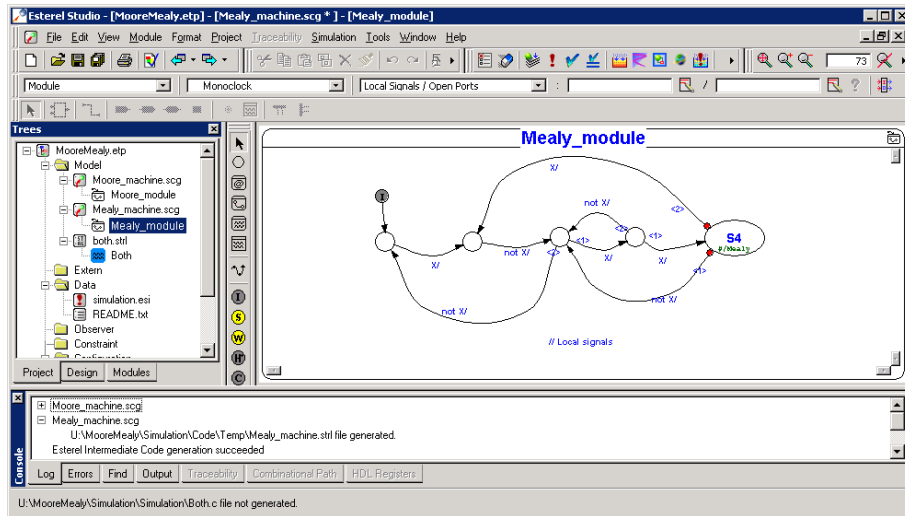 Esterel Studio - [MooreMealy.etp] - [Mealy_machine.scg * ] - [Mealy_module]
File Edit View Module Format Project Traceability Simulation Tools Window Help
73
Module Monoclock Local Signals / Open Ports : /
Trees
MooreMealy.etp
Model
Moore_machine.scg
Moore_module
Mealy_machine.scg
Mealy_module
both.strl
Both
Extern
Data
simulation.esi
README.txt
Observer
Constraint
Configuration
Project Design Modules
I
S
W
H
C
Mealy_module
X/
I
not X/
<2>
<2>
<1>
<1>
S4
#/Mealy
X/
not X/
<2>
X/
X/
<1>
not X/
not X/
// Local signals
Console
Moore_machine.scg
Mealy_machine.scg
U:\MooreMealy\Simulation\Code\Temp\Mealy_machine.strl file generated.
Esterel Intermediate Code generation succeeded
Log Errors Find Output Traceability Combinational Path HDL Registers
U:\MooreMealy\Simulation\Simulation\Both.c file not generated.